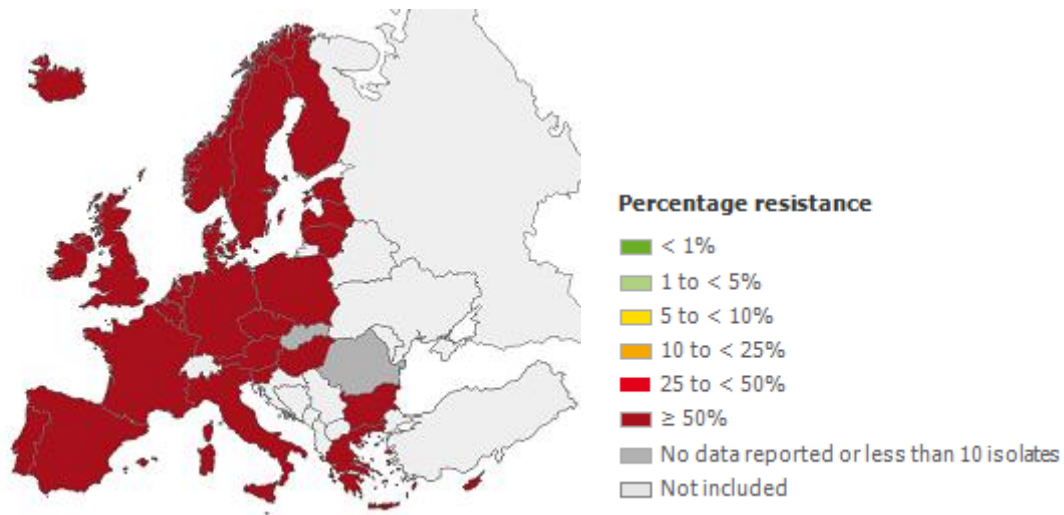 Percentage resistance
< 1%
1 to < 5%
5 to < 10%
10 to < 25%
25 to < 50%
≥ 50%
No data reported or less than 10 isolates
Not included